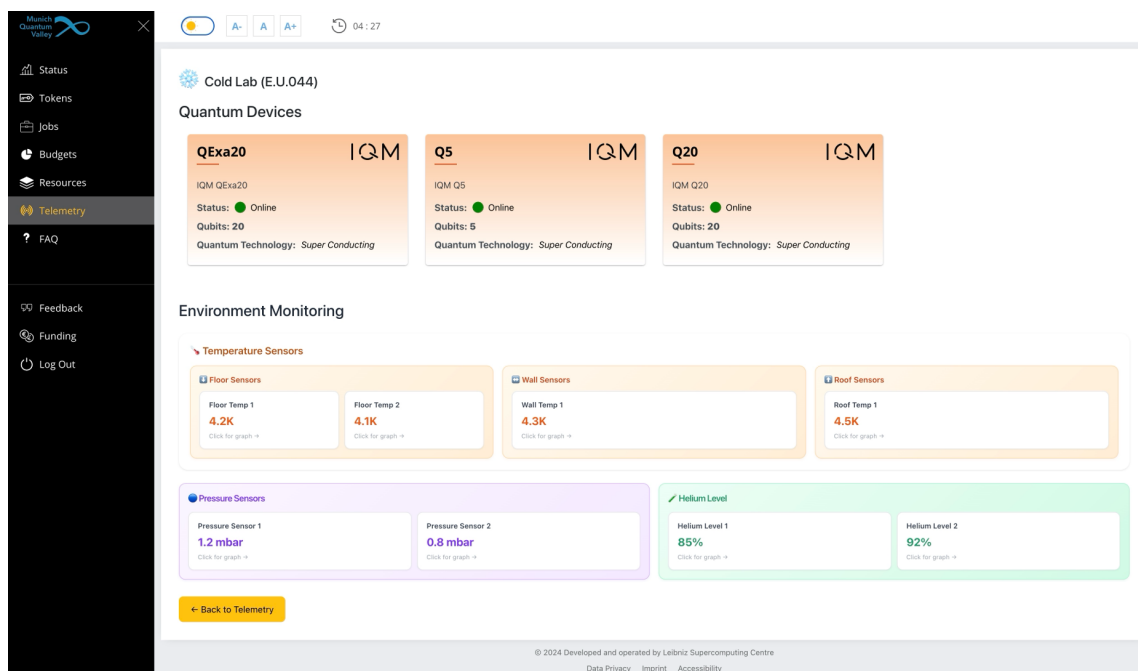 Munich
Quantum
Valley
A- A A+ 04 : 27
Status
Tokens
Jobs
Budgets
Resources
Telemetry
FAQ
Feedback
Funding
Log Out
Cold Lab (E.U.044)
Quantum Devices
QExa20 IQM
IQM QExa20
Status: Online
Qubits: 20
Quantum Technology: Super Conducting
Q5 IQM
IQM Q5
Status: Online
Qubits: 5
Quantum Technology: Super Conducting
Q20 IQM
IQM Q20
Status: Online
Qubits: 20
Quantum Technology: Super Conducting
Environment Monitoring
Temperature Sensors
Floor Sensors
Floor Temp 1
4.2K
Click for graph →
Floor Temp 2
4.1K
Click for graph →
Wall Sensors
Wall Temp 1
4.3K
Click for graph →
Roof Sensors
Roof Temp 1
4.5K
Click for graph →
Pressure Sensors
Pressure Sensor 1
1.2 mbar
Click for graph →
Pressure Sensor 2
0.8 mbar
Click for graph →
Helium Level
Helium Level 1
85%
Click for graph →
Helium Level 2
92%
Click for graph →
← Back to Telemetry
© 2024 Developed and operated by Leibniz Supercomputing Centre
Data Privacy Imprint Accessibility